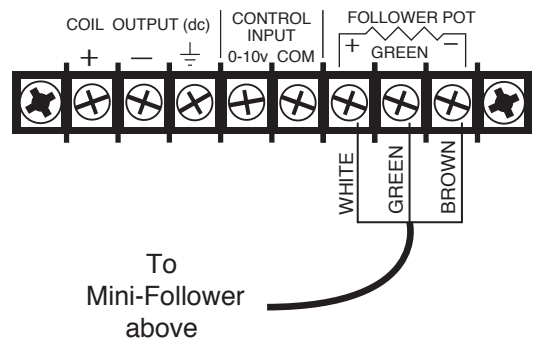 COIL OUTPUT (dc)
+ − ⏚
CONTROL
INPUT
0-10v COM
FOLLOWER POT
+ −
GREEN
WHITE
GREEN
BROWN
To
Mini-Follower
above